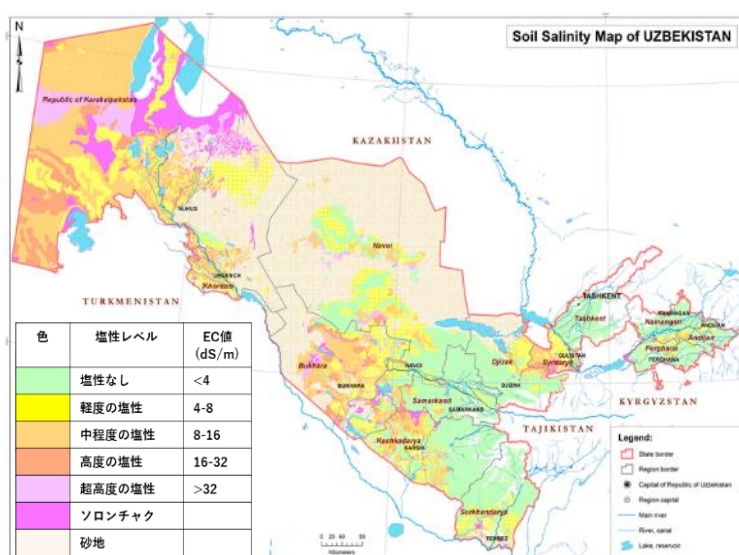 N
Soil Salinity Map of UZBEKISTAN
Republic of Karakalpakstan
KAZAKHSTAN
NUKUS
Navoi
URGENCH
Khorezm
TURKMENISTAN
TASHKENT
Tashkent
NAMANGAN
Namangan
ANDIJAN
Andijan
Ferghana
FERGHANA
GULISTAN
Syrdarya
Djizak
DJIZAK
Bukhara
BUKHARA
NAVOI
Samarkand
SAMARKAND
KYRGYZSTAN
TAJIKISTAN
Kashkadarya
KARSHI
Surkhandarya
TERMEZ
色 塩性レベル EC値 (dS/m)
塩性なし <4
軽度の塩性 4-8
中程度の塩性 8-16
高度の塩性 16-32
超高度の塩性 >32
ソロンチャク
砂地
0 20 40 80
Kilometers
Legend:
State border
Region border
Capital of Republic of Uzbekistan
Region capital
Main river
River, canal
Lake, reservoir